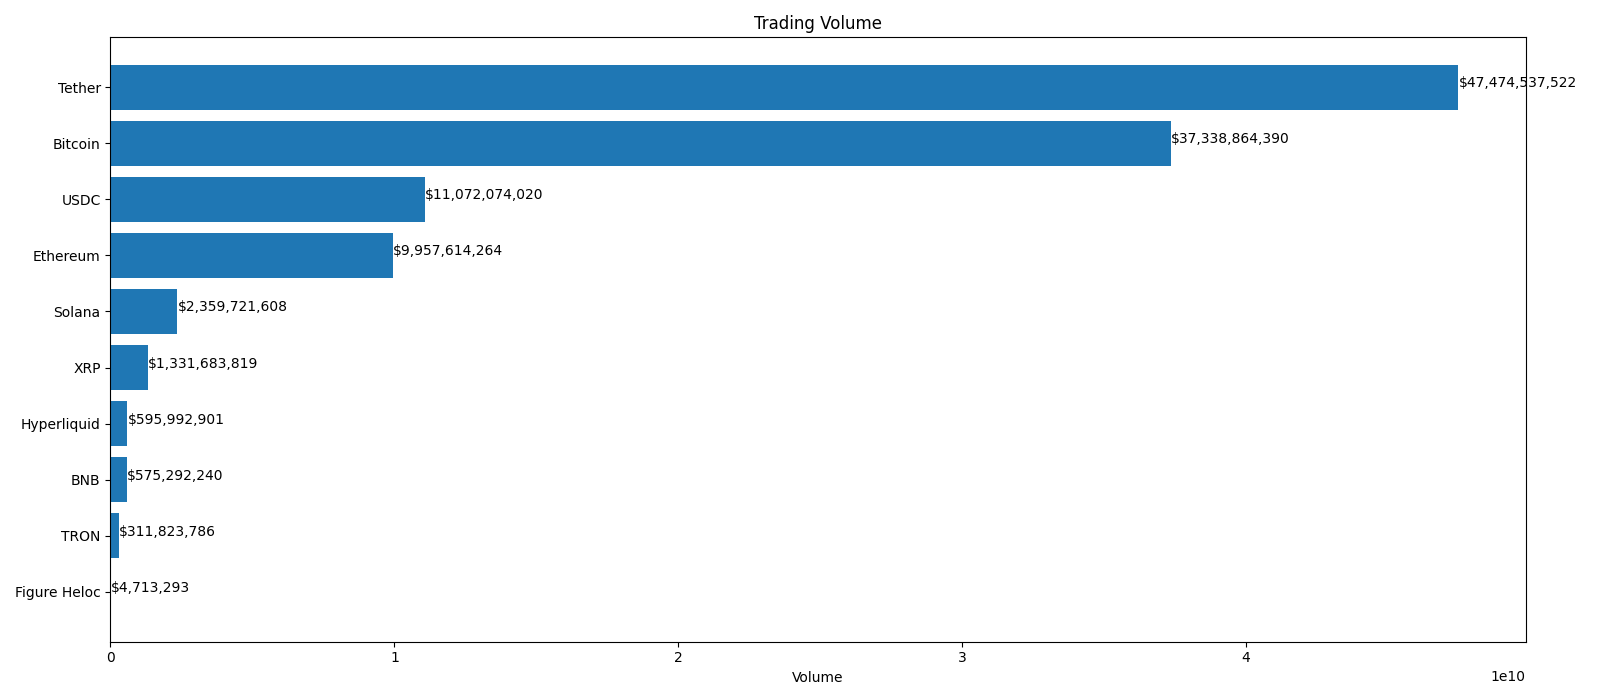 Trading Volume
Tether $47,474,537,522
Bitcoin $37,338,864,390
USDC $11,072,074,020
Ethereum $9,957,614,264
Solana $2,359,721,608
XRP $1,331,683,819
Hyperliquid $595,992,901
BNB $575,292,240
TRON $311,823,786
Figure Heloc $4,713,293
0 1 2 3 4
Volume 1e10